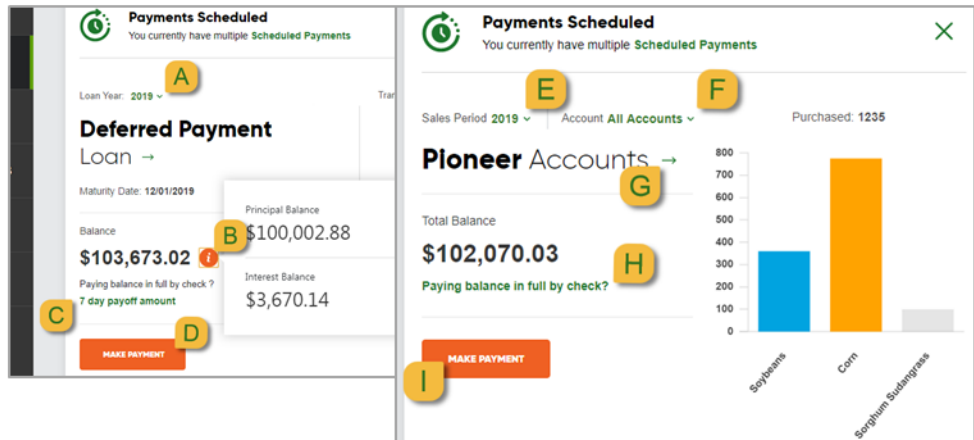 Payments Scheduled
You currently have multiple Scheduled Payments
A
Loan Year: 2019
Deferred Payment
Loan →
Maturity Date: 12/01/2019
Balance
$103,673.02 i
B
Paying balance in full by check ?
7 day payoff amount
C
D
MAKE PAYMENT
Principal Balance
$100,002.88
Interest Balance
$3,670.14
Payments Scheduled
You currently have multiple Scheduled Payments
E
F
Sales Period 2019 Account All Accounts
Pioneer Accounts →
G
Total Balance
$102,070.03
H
Paying balance in full by check?
MAKE PAYMENT
I
Purchased: 1235
800
700
600
500
400
300
200
100
0
Soybeans
Corn
Sorghum Sudangrass